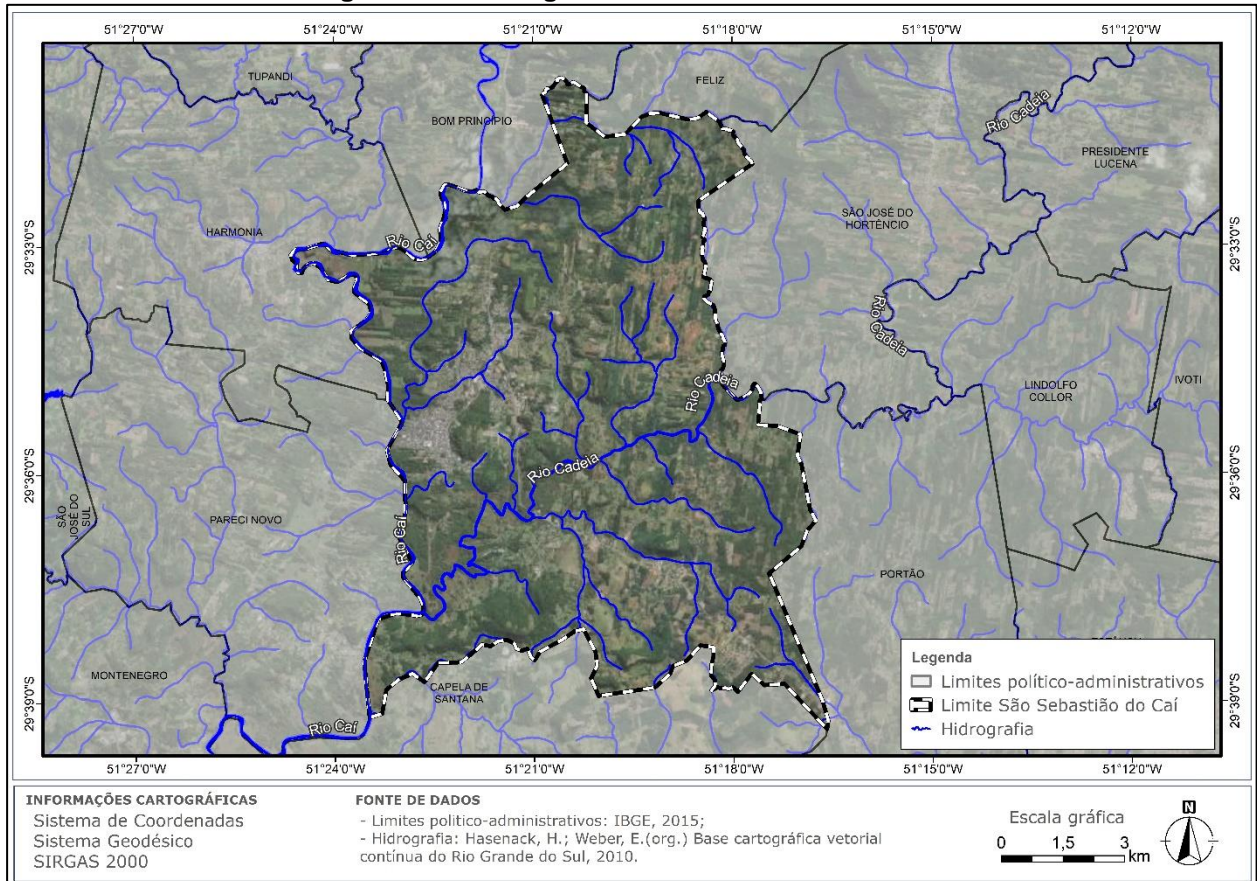 51°27'0"W 51°24'0"W 51°21'0"W 51°18'0"W 51°15'0"W 51°12'0"W
TUPANDI
FELIZ
BOM PRINCÍPIO
Rio Cadeia
PRESIDENTE
LUCENA
SÃO JOSÉ DO
HORTÊNCIO
HARMONIA
Rio Caí
29°33'0"S
29°33'0"S
Rio Cadeia
Rio Cadeia
LINDOLFO
COLLOR
IVOTI
Rio Cadeia
29°36'0"S
29°36'0"S
SÃO
JOSÉ DO
SUL
PARECI NOVO
Rio Caí
PORTÃO
MONTENEGRO
CAPELA DE
SANTANA
29°39'0"S
29°39'0"S
Rio Caí
Legenda
Limites político-administrativos
Limite São Sebastião do Caí
Hidrografia
51°27'0"W 51°24'0"W 51°21'0"W 51°18'0"W 51°15'0"W 51°12'0"W
INFORMAÇÕES CARTOGRÁFICAS
Sistema de Coordenadas
Sistema Geodésico
SIRGAS 2000
FONTE DE DADOS
- Limites politico-administrativos: IBGE, 2015;
- Hidrografia: Hasenack, H.; Weber, E.(org.) Base cartográfica vetorial
contínua do Rio Grande do Sul, 2010.
Escala gráfica
0 1,5 3
km
N